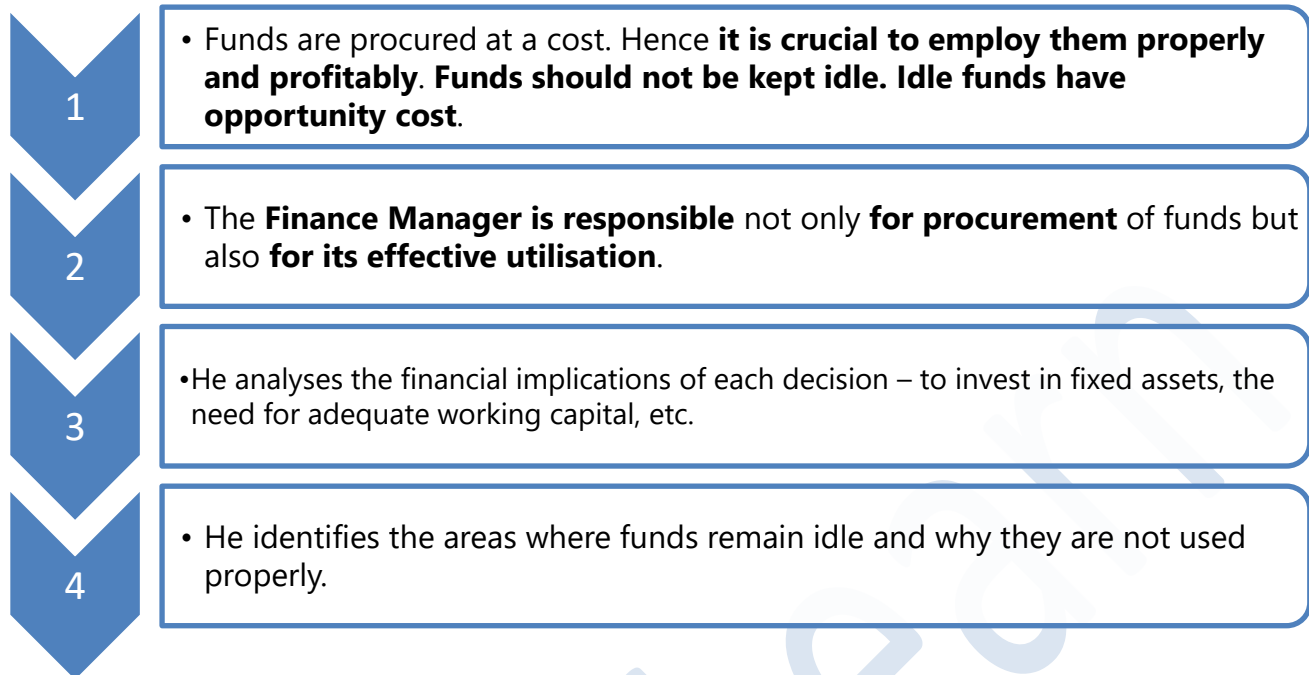 1
• Funds are procured at a cost. Hence it is crucial to employ them properly
and profitably. Funds should not be kept idle. Idle funds have
opportunity cost.
2
• The Finance Manager is responsible not only for procurement of funds but
also for its effective utilisation.
3
•He analyses the financial implications of each decision – to invest in fixed assets, the
need for adequate working capital, etc.
4
• He identifies the areas where funds remain idle and why they are not used
properly.